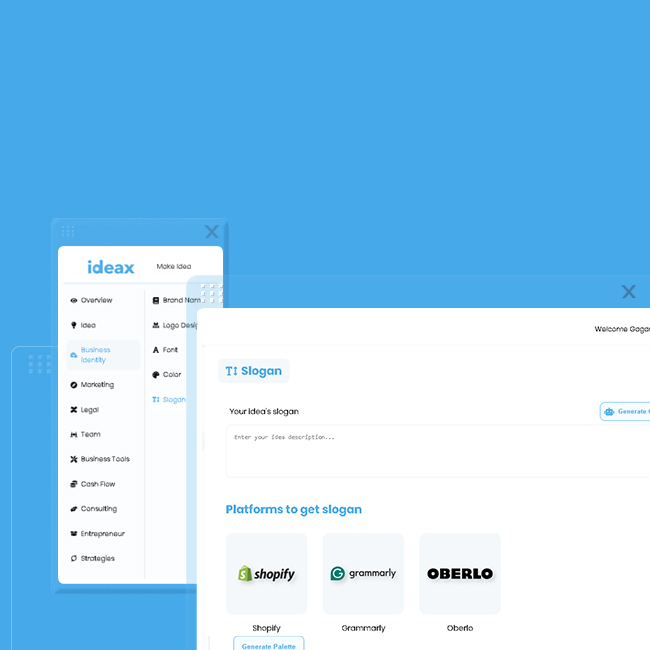 ideax
Make Idea
Overview
Idea
Business
Identity
Marketing
Legal
Team
Business Tools
Cash Flow
Consulting
Entrepreneur
Strategies
Brand Nam
Logo Desig
Font
Color
Slogan
Welcome Gagan
Slogan
Your idea's slogan
Generate
Enter your idea description...
Platforms to get slogan
shopify
grammarly
OBERLO
Shopify
Grammarly
Oberlo
Generate Palette